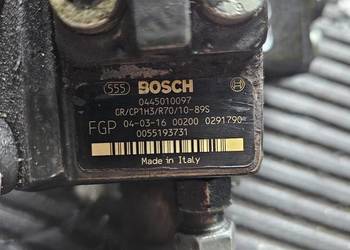 555 BOSCH
0445010097
CR/CP1H3/R70/10-89S
FGP 04-03-16 00200 0291790
0055193731
Made in Italy